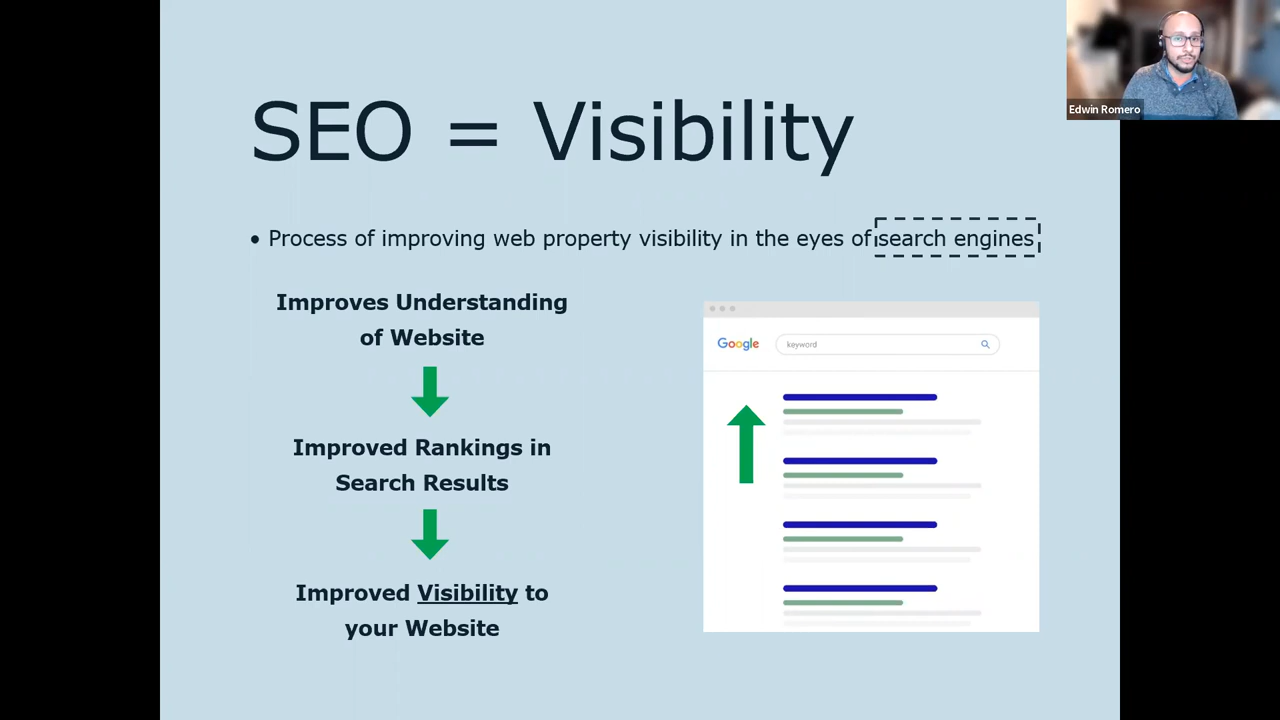 SEO = Visibility
• Process of improving web property visibility in the eyes of search engines
Improves Understanding
of Website
Improved Rankings in
Search Results
Improved Visibility to
your Website
Google
keyword
Edwin Romero